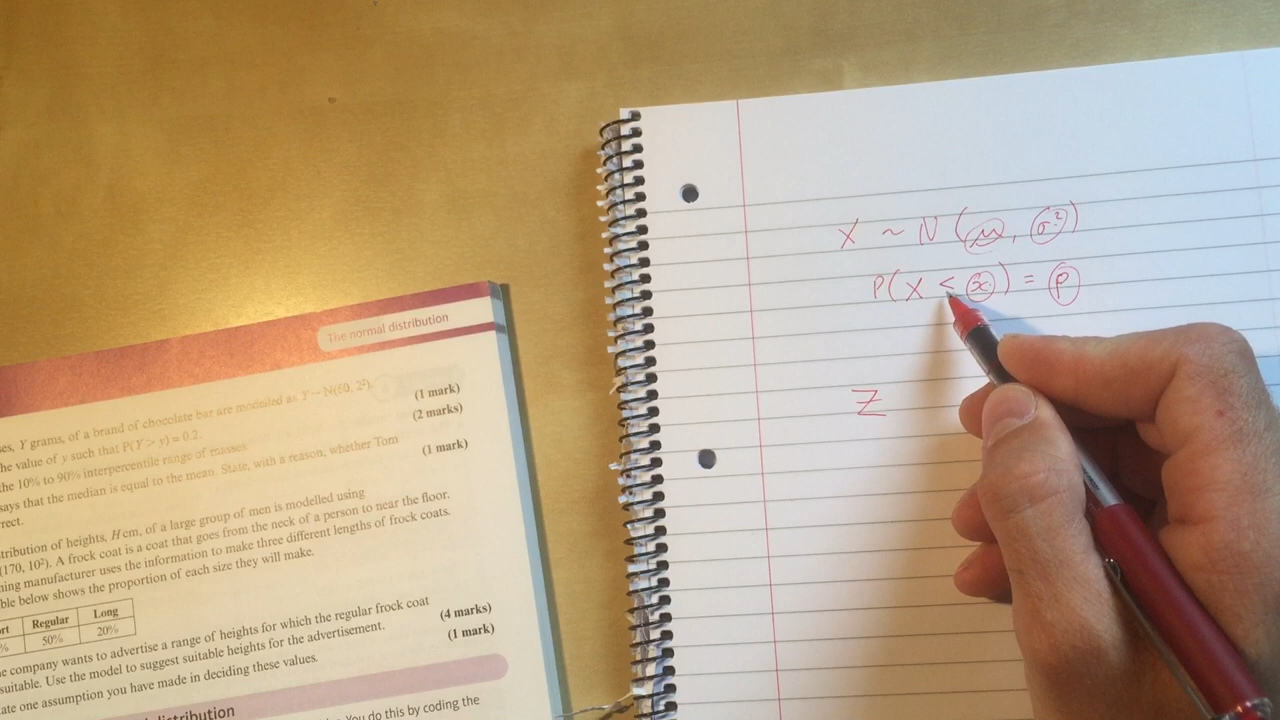 The normal distribution
ses, Y grams, of a brand of chocolate bar are modelled as Y ~ N(60, 2²).
(1 mark)
he value of y such that P(Y > y) = 0.2.
(2 marks)
the 10% to 90% interpercentile range of masses.
says that the median is equal to the mean. State, with a reason, whether Tom
(1 mark)
rrect.
tribution of heights, H cm, of a large group of men is modelled using
(170, 10²). A frock coat is a coat that goes from the neck of a person to near the floor.
hing manufacturer uses the information to make three different lengths of frock coats.
ble below shows the proportion of each size they will make.
rt Regular Long
% 50% 20%
e company wants to advertise a range of heights for which the regular frock coat
suitable. Use the model to suggest suitable heights for the advertisement.
(4 marks)
ate one assumption you have made in deciding these values.
(1 mark)
distribution
You do this by coding the
X ~ N (μ, σ²)
P(X < x) = p
Z